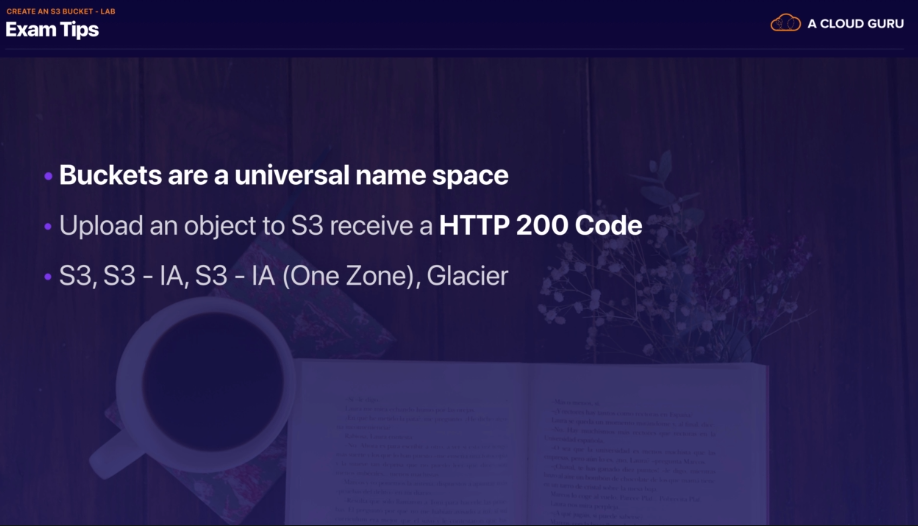 CREATE AN S3 BUCKET - LAB
Exam Tips
A CLOUD GURU
• Buckets are a universal name space
• Upload an object to S3 receive a HTTP 200 Code
• S3, S3 - IA, S3 - IA (One Zone), Glacier